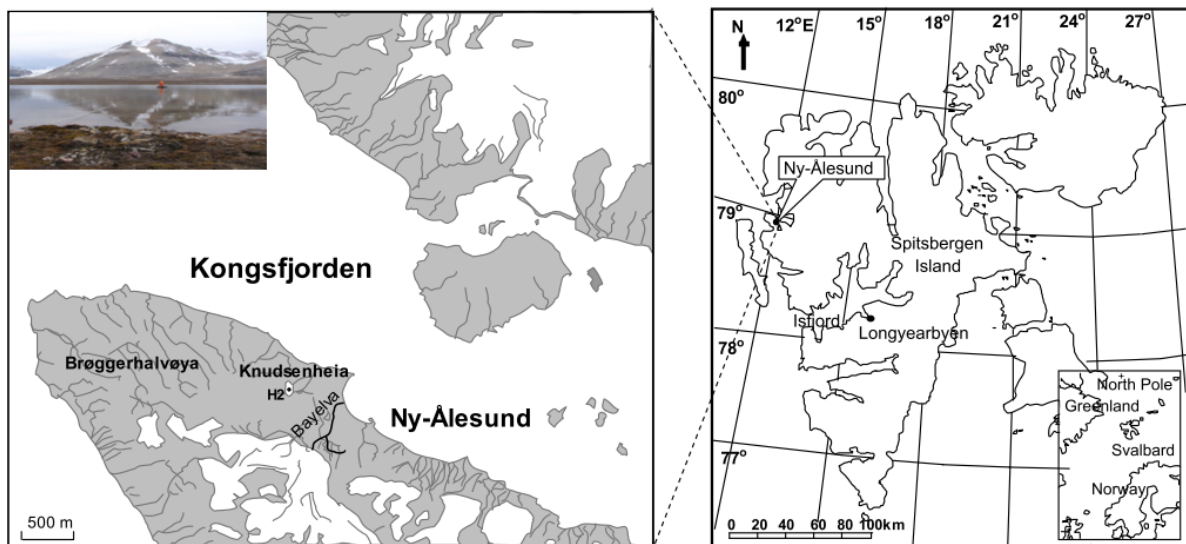 Kongsfjorden
Brøggerhalvøya
Knudsenheia
H2
Bayelva
Ny-Ålesund
500 m
N
12°E
15°
18°
21°
24°
27°
80°
79°
78°
77°
Ny-Ålesund
Spitsbergen
Island
Isfjord
Longyearbyen
0 20 40 60 80 100km
North Pole
Greenland
Svalbard
Norway